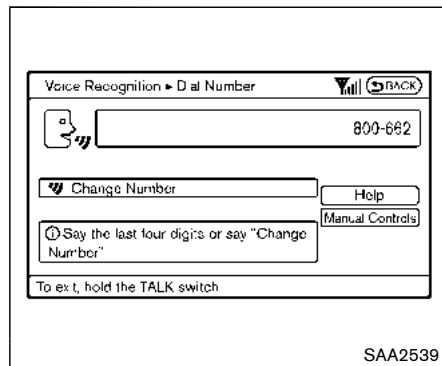 Voice Recognition ▸ Dial Number
BACK
800-662
Change Number
Help
Manual Controls
Say the last four digits or say "Change
Number"
To exit, hold the TALK switch
SAA2539